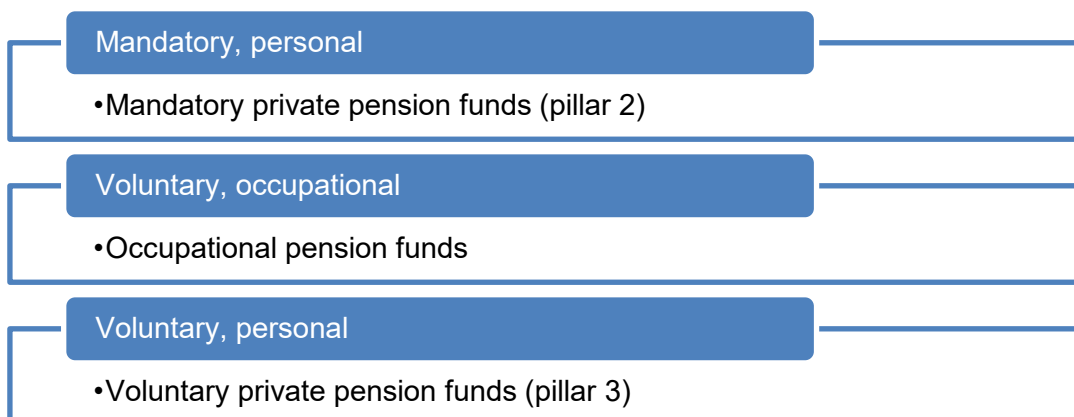 Mandatory, personal
•Mandatory private pension funds (pillar 2)
Voluntary, occupational
•Occupational pension funds
Voluntary, personal
•Voluntary private pension funds (pillar 3)